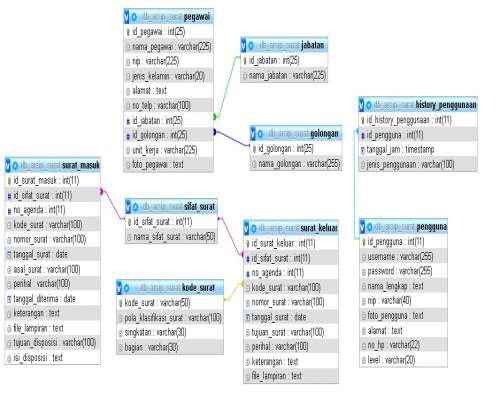 db_arsip_surat pegawai
id_pegawai : int(25)
nama_pegawai : varchar(225)
nip : varchar(225)
jenis_kelamin : varchar(20)
alamat : text
no_telp : varchar(100)
id_jabatan : int(25)
id_golongan : int(25)
unit_kerja : varchar(225)
foto_pegawai : text
db_arsip_surat jabatan
id_jabatan : int(25)
nama_jabatan : varchar(225)
db_arsip_surat golongan
id_golongan : int(25)
nama_golongan : varchar(255)
db_arsip_surat history_penggunaan
id_history_penggunaan : int(11)
id_pengguna : int(11)
tanggal_jam : timestamp
jenis_penggunaan : varchar(100)
db_arsip_surat surat_masuk
id_surat_masuk : int(11)
id_sifat_surat : int(11)
no_agenda : int(11)
kode_surat : varchar(100)
nomor_surat : varchar(100)
tanggal_surat : date
asal_surat : varchar(100)
perihal : varchar(100)
tanggal_diterima : date
keterangan : text
file_lampiran : text
tujuan_disposisi : varchar(100)
isi_disposisi : text
db_arsip_surat sifat_surat
id_sifat_surat : int(11)
nama_sifat_surat : varchar(50)
db_arsip_surat kode_surat
kode_surat : varchar(50)
pola_klasifikasi_surat : varchar(100)
singkatan : varchar(30)
bagian : varchar(30)
db_arsip_surat surat_keluar
id_surat_keluar : int(11)
id_sifat_surat : int(11)
no_agenda : int(11)
kode_surat : varchar(100)
nomor_surat : varchar(100)
tanggal_surat : date
tujuan_surat : varchar(100)
perihal : varchar(100)
keterangan : text
file_lampiran : text
db_arsip_surat pengguna
id_pengguna : int(11)
username : varchar(255)
password : varchar(255)
nama_lengkap : text
nip : varchar(40)
foto_pengguna : text
alamat : text
no_hp : varchar(22)
level : varchar(20)